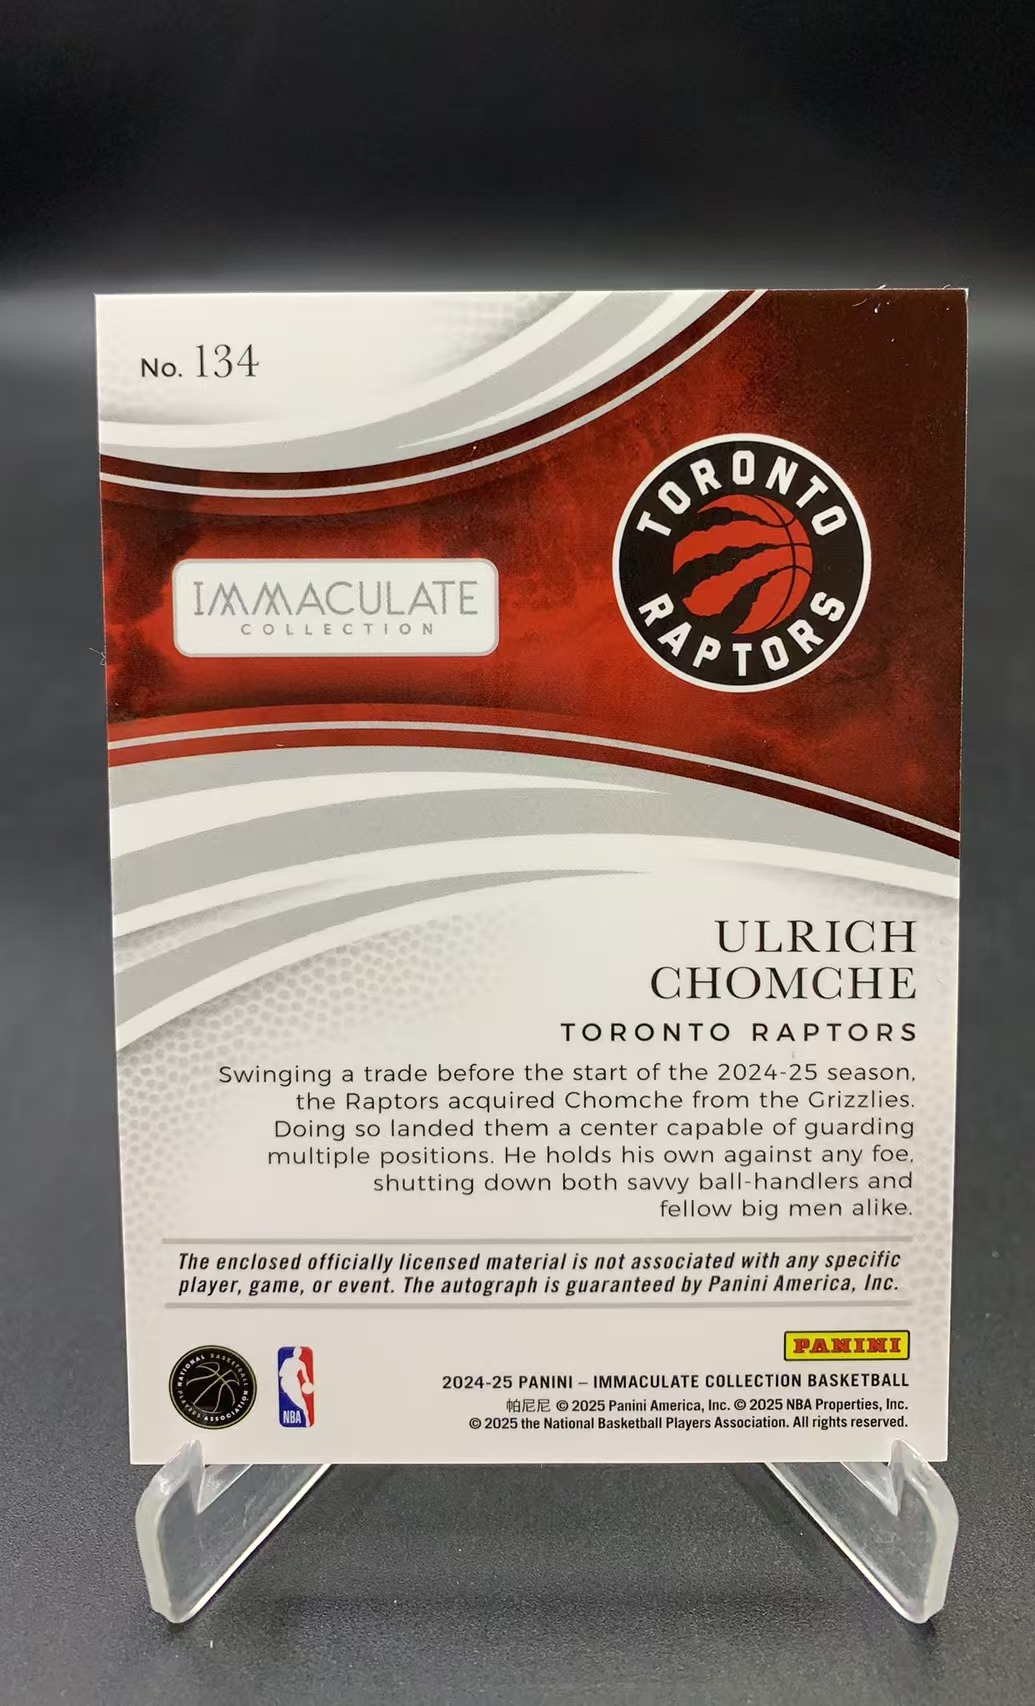 No. 134
TORONTO
RAPTORS
IMMACULATE
COLLECTION
ULRICH
CHOMCHE
TORONTO RAPTORS
Swinging a trade before the start of the 2024-25 season,
the Raptors acquired Chomche from the Grizzlies.
Doing so landed them a center capable of guarding
multiple positions. He holds his own against any foe,
shutting down both savvy ball-handlers and
fellow big men alike.
The enclosed officially licensed material is not associated with any specific
player, game, or event. The autograph is guaranteed by Panini America, Inc.
PANINI
NATIONAL BASKETBALL
PLAYERS ASSOCIATION
NBA
2024-25 PANINI – IMMACULATE COLLECTION BASKETBALL
帕尼尼 © 2025 Panini America, Inc. © 2025 NBA Properties, Inc.
© 2025 the National Basketball Players Association. All rights reserved.